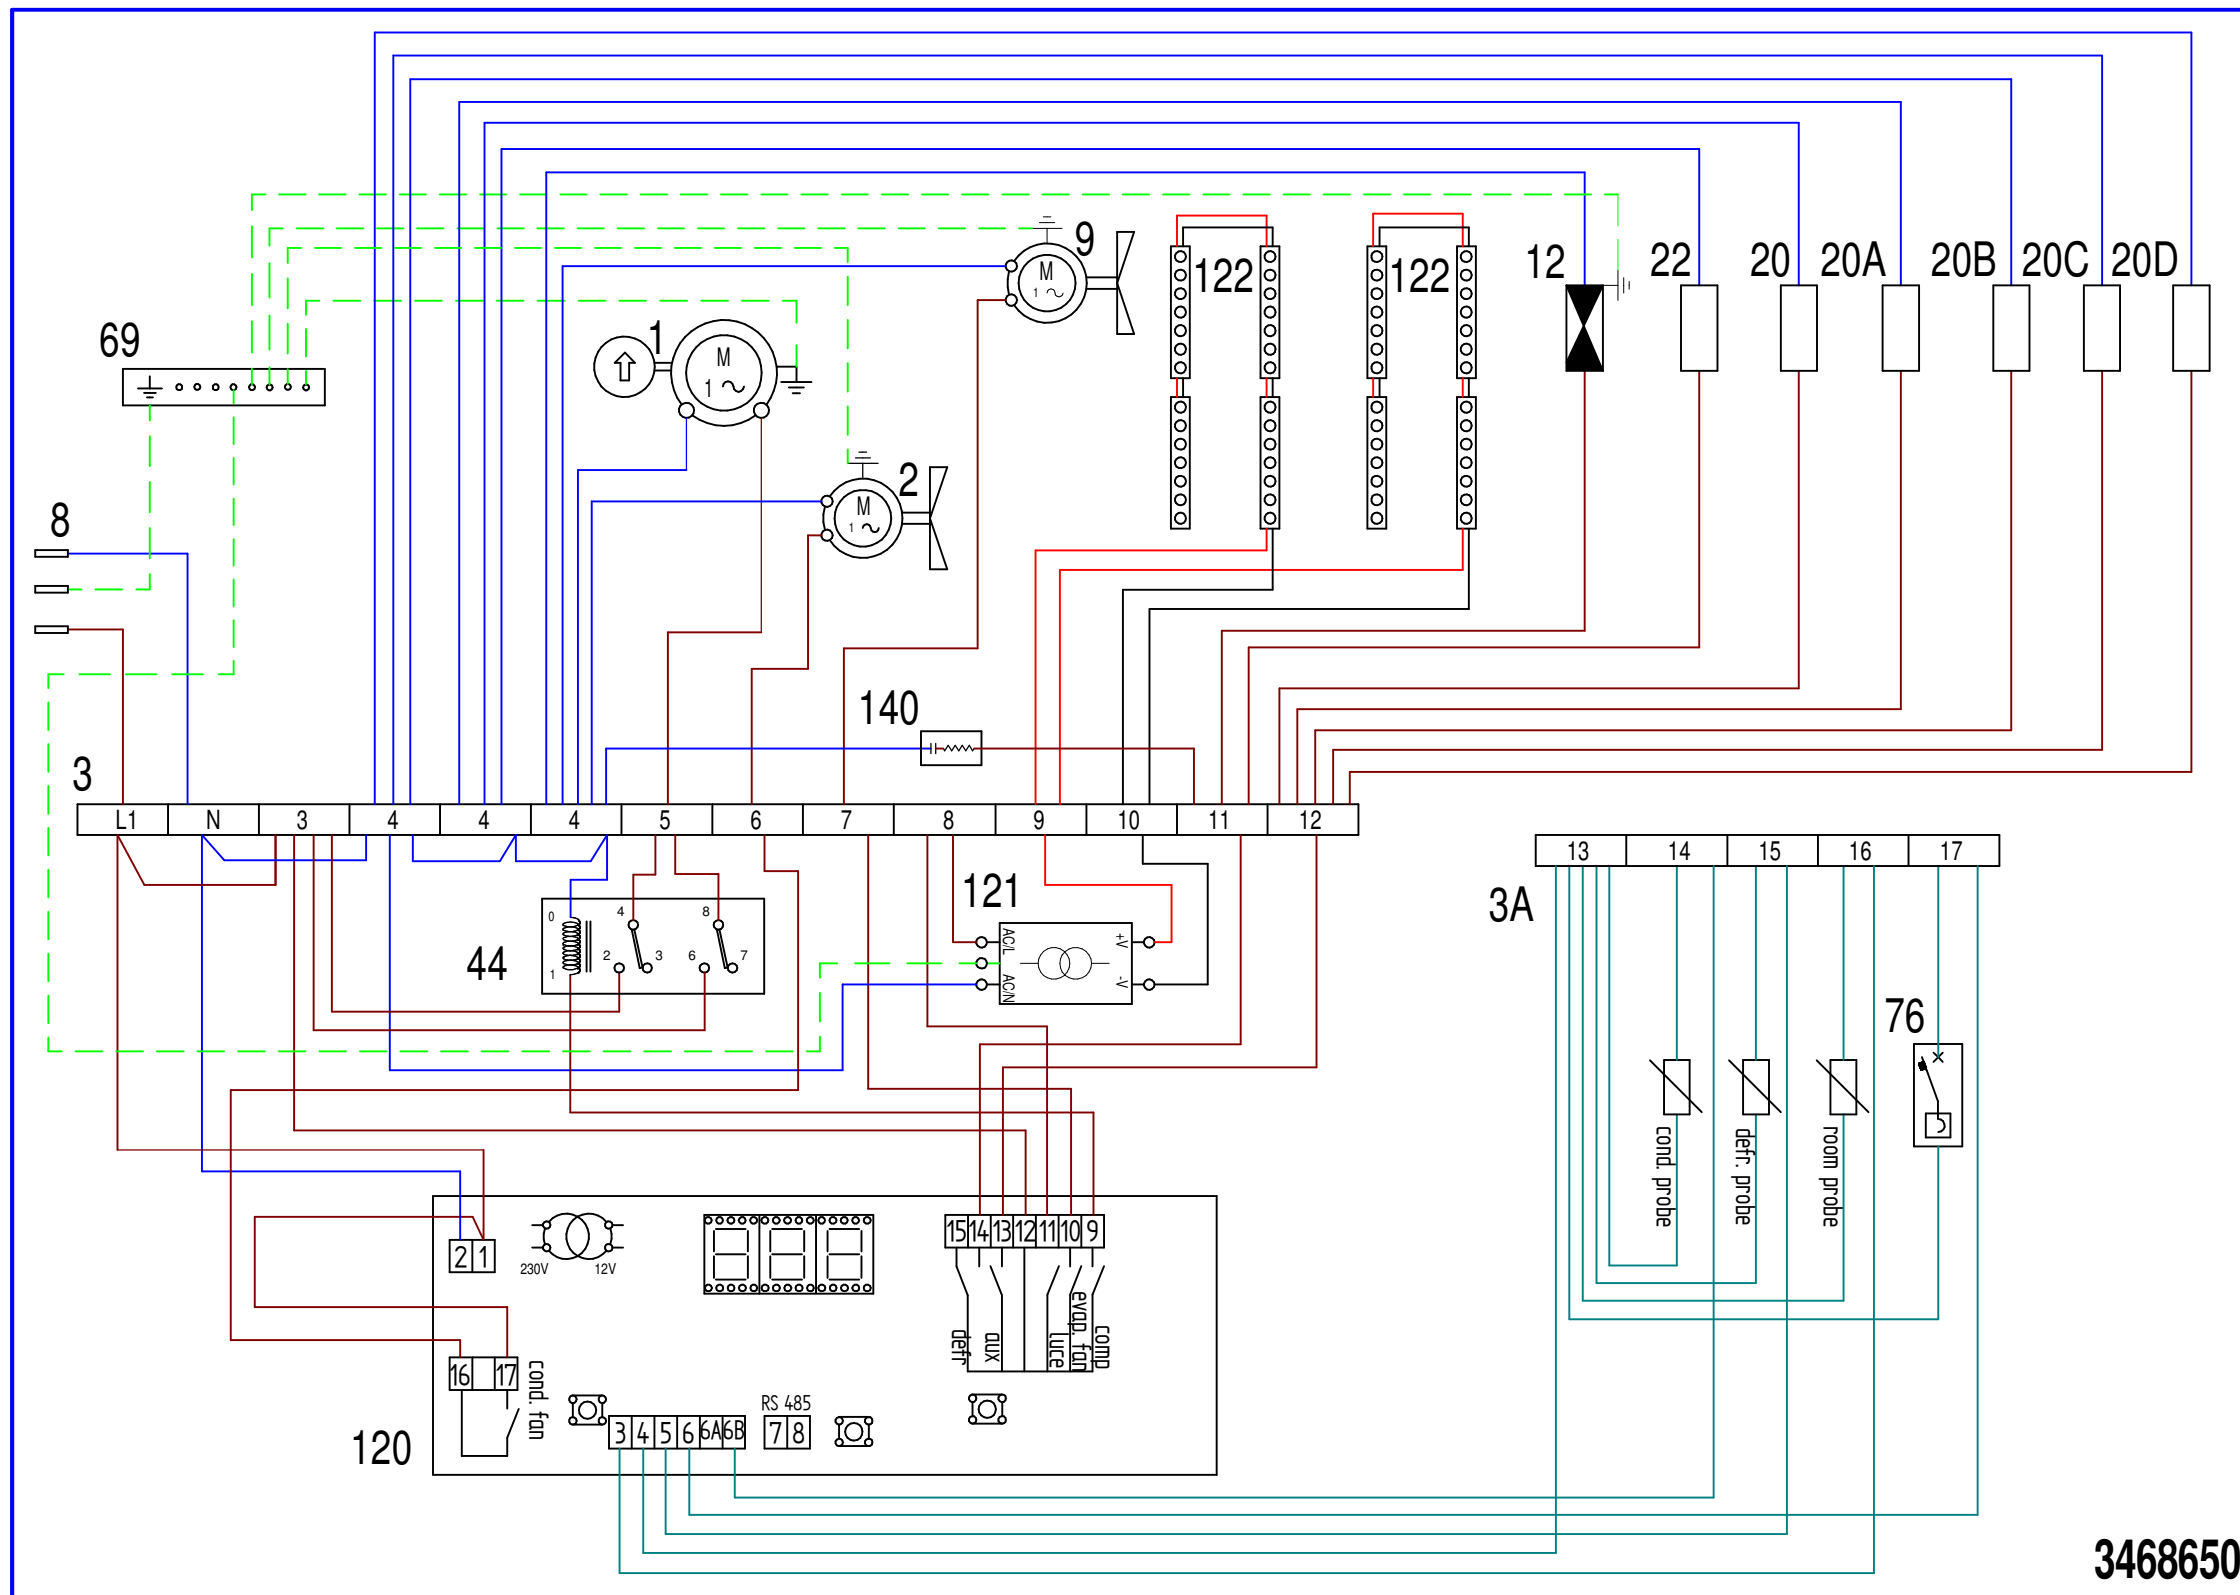 9
12
22
20
20A
20B
20C
20D
122
122
M
1
1
M
1
69
2
M
1
8
140
3
L1
N
3
4
4
4
5
6
7
8
9
10
11
12
13
14
15
16
17
3A
121
44
0
1
4
2
3
8
6
7
AC/L
AC/N
+V
-V
76
cond. probe
defr. probe
room probe
2
1
230V
12V
15
14
13
12
11
10
9
defr
aux
luce
evap. fan
comp
16
17
cond. fan
120
RS 485
3
4
5
6
6A
6B
7
8
3468650